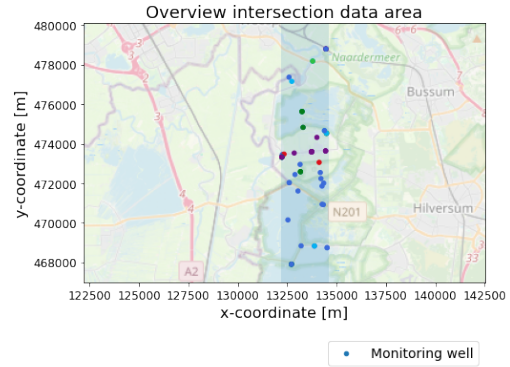 Overview intersection data area
480000
478000
476000
474000
472000
470000
468000
y-coordinate [m]
Naardermeer
Bussum
Hilversum
N201
A2
122500 125000 127500 130000 132500 135000 137500 140000 142500
x-coordinate [m]
Monitoring well